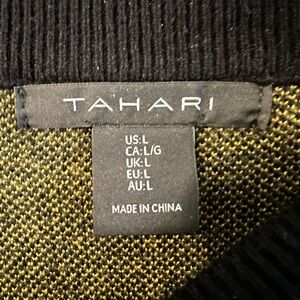 TAHARI
US:L
CA:L/G
UK:L
EU:L
AU:L
MADE IN CHINA